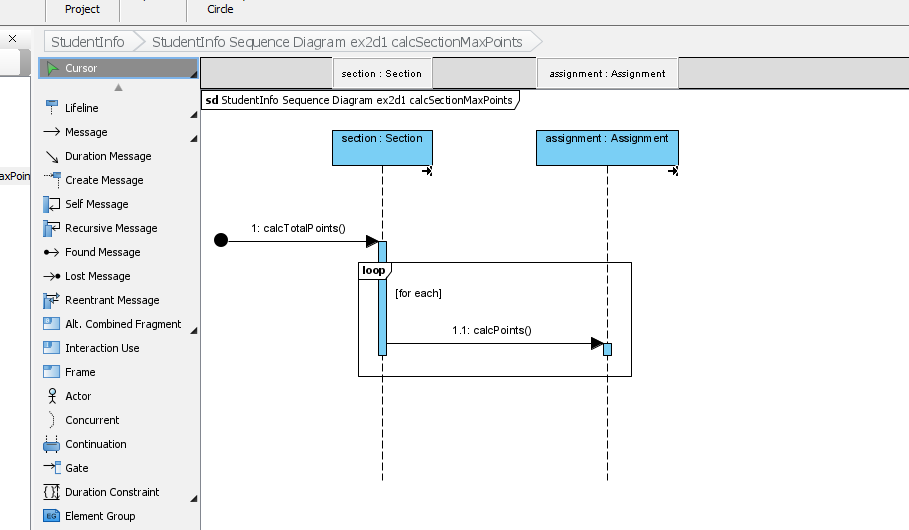 Project
Circle
StudentInfo
StudentInfo Sequence Diagram ex2d1 calcSectionMaxPoints
Cursor
section : Section
assignment : Assignment
sd StudentInfo Sequence Diagram ex2d1 calcSectionMaxPoints
Lifeline
Message
Duration Message
Create Message
Self Message
Recursive Message
Found Message
Lost Message
Reentrant Message
Alt. Combined Fragment
Interaction Use
Frame
Actor
Concurrent
Continuation
Gate
Duration Constraint
{}
EG
Element Group
axPoin
section : Section
assignment : Assignment
1: calcTotalPoints()
loop
[for each]
1.1: calcPoints()